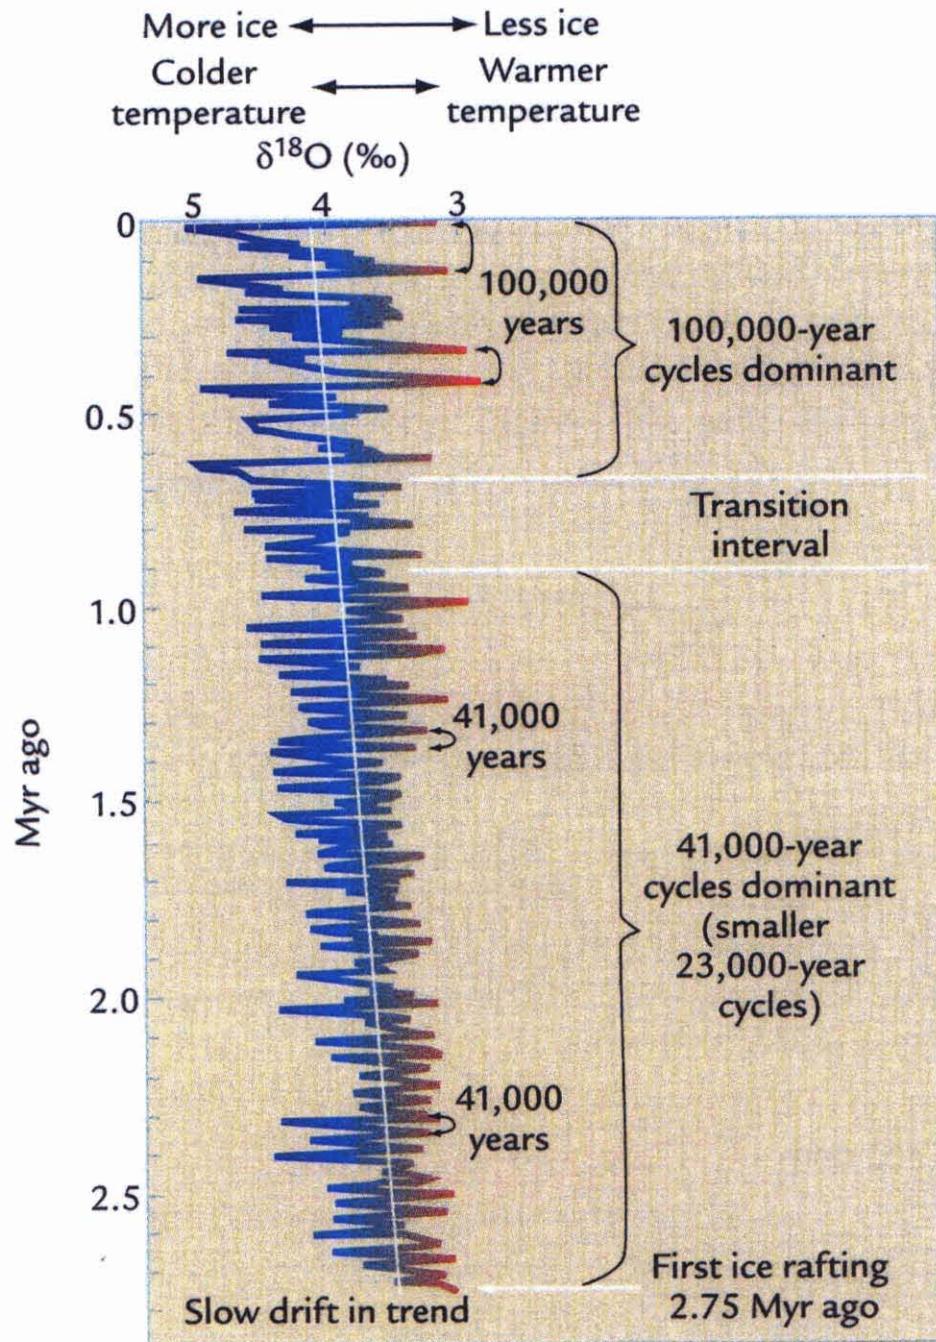 More ice Less ice
Colder Warmer
temperature temperature
δ¹⁸O (‰)
5 4 3
0
100,000
years
100,000-year
cycles dominant
0.5
Transition
interval
1.0
41,000
years
Myr ago
1.5
41,000-year
cycles dominant
(smaller
23,000-year
cycles)
2.0
41,000
years
2.5
First ice rafting
2.75 Myr ago
Slow drift in trend